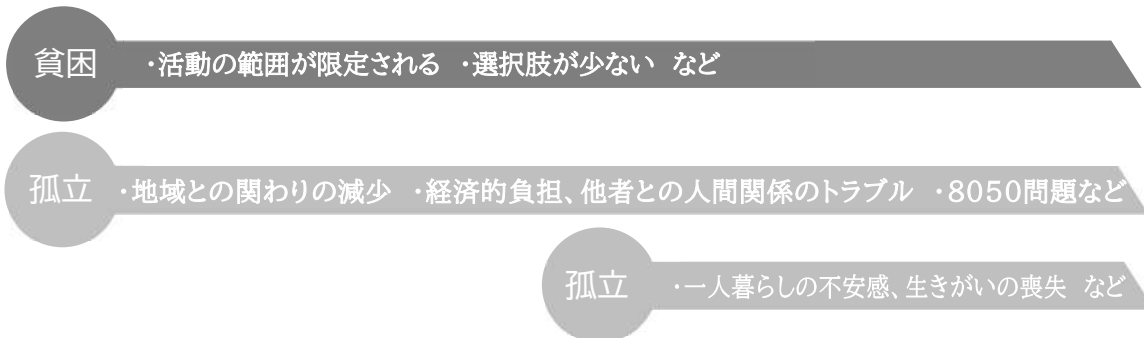 貧困 ・活動の範囲が限定される ・選択肢が少ない など
孤立 ・地域との関わりの減少 ・経済的負担、他者との人間関係のトラブル ・8050問題など
孤立 ・一人暮らしの不安感、生きがいの喪失 など